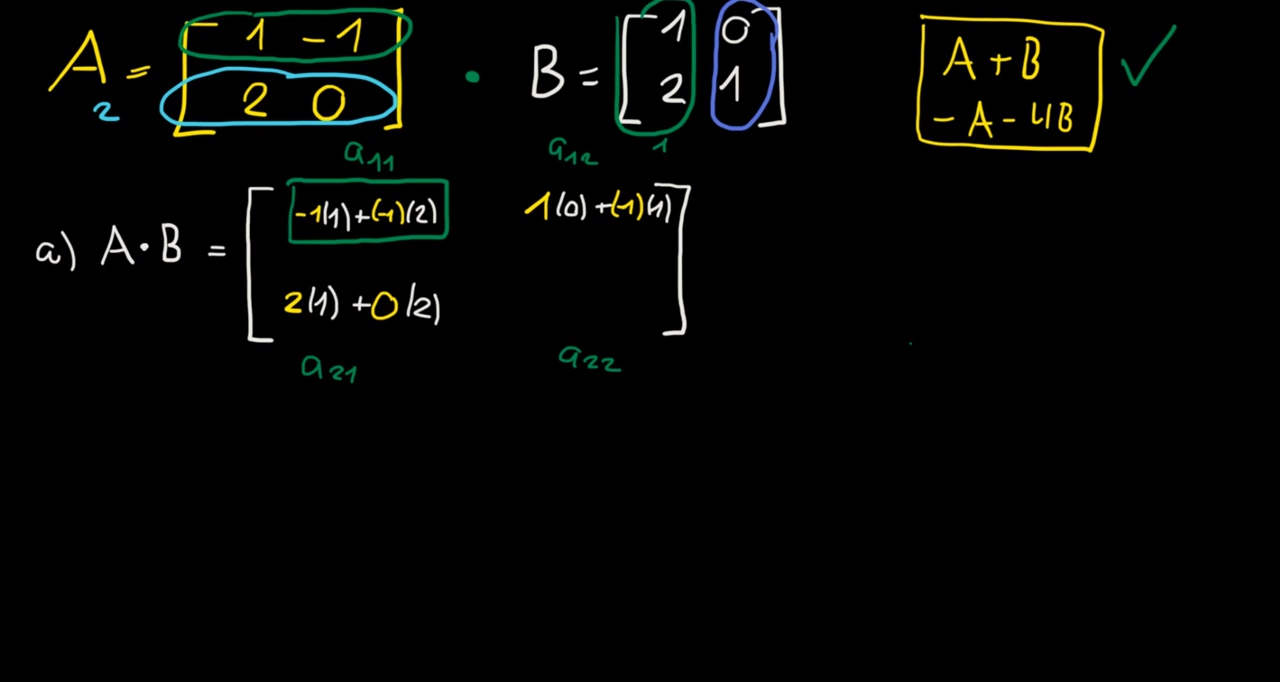 A = [ 1 -1 · B = [ 1 0 ] A + B ✓
2 2 0 ] 2 1 - A - 4B
a11 a12 1
a) A · B = [ -1(1)+(-1)(2) 1(0)+(-1)(1) ]
2(1)+0(2)
a21 a22